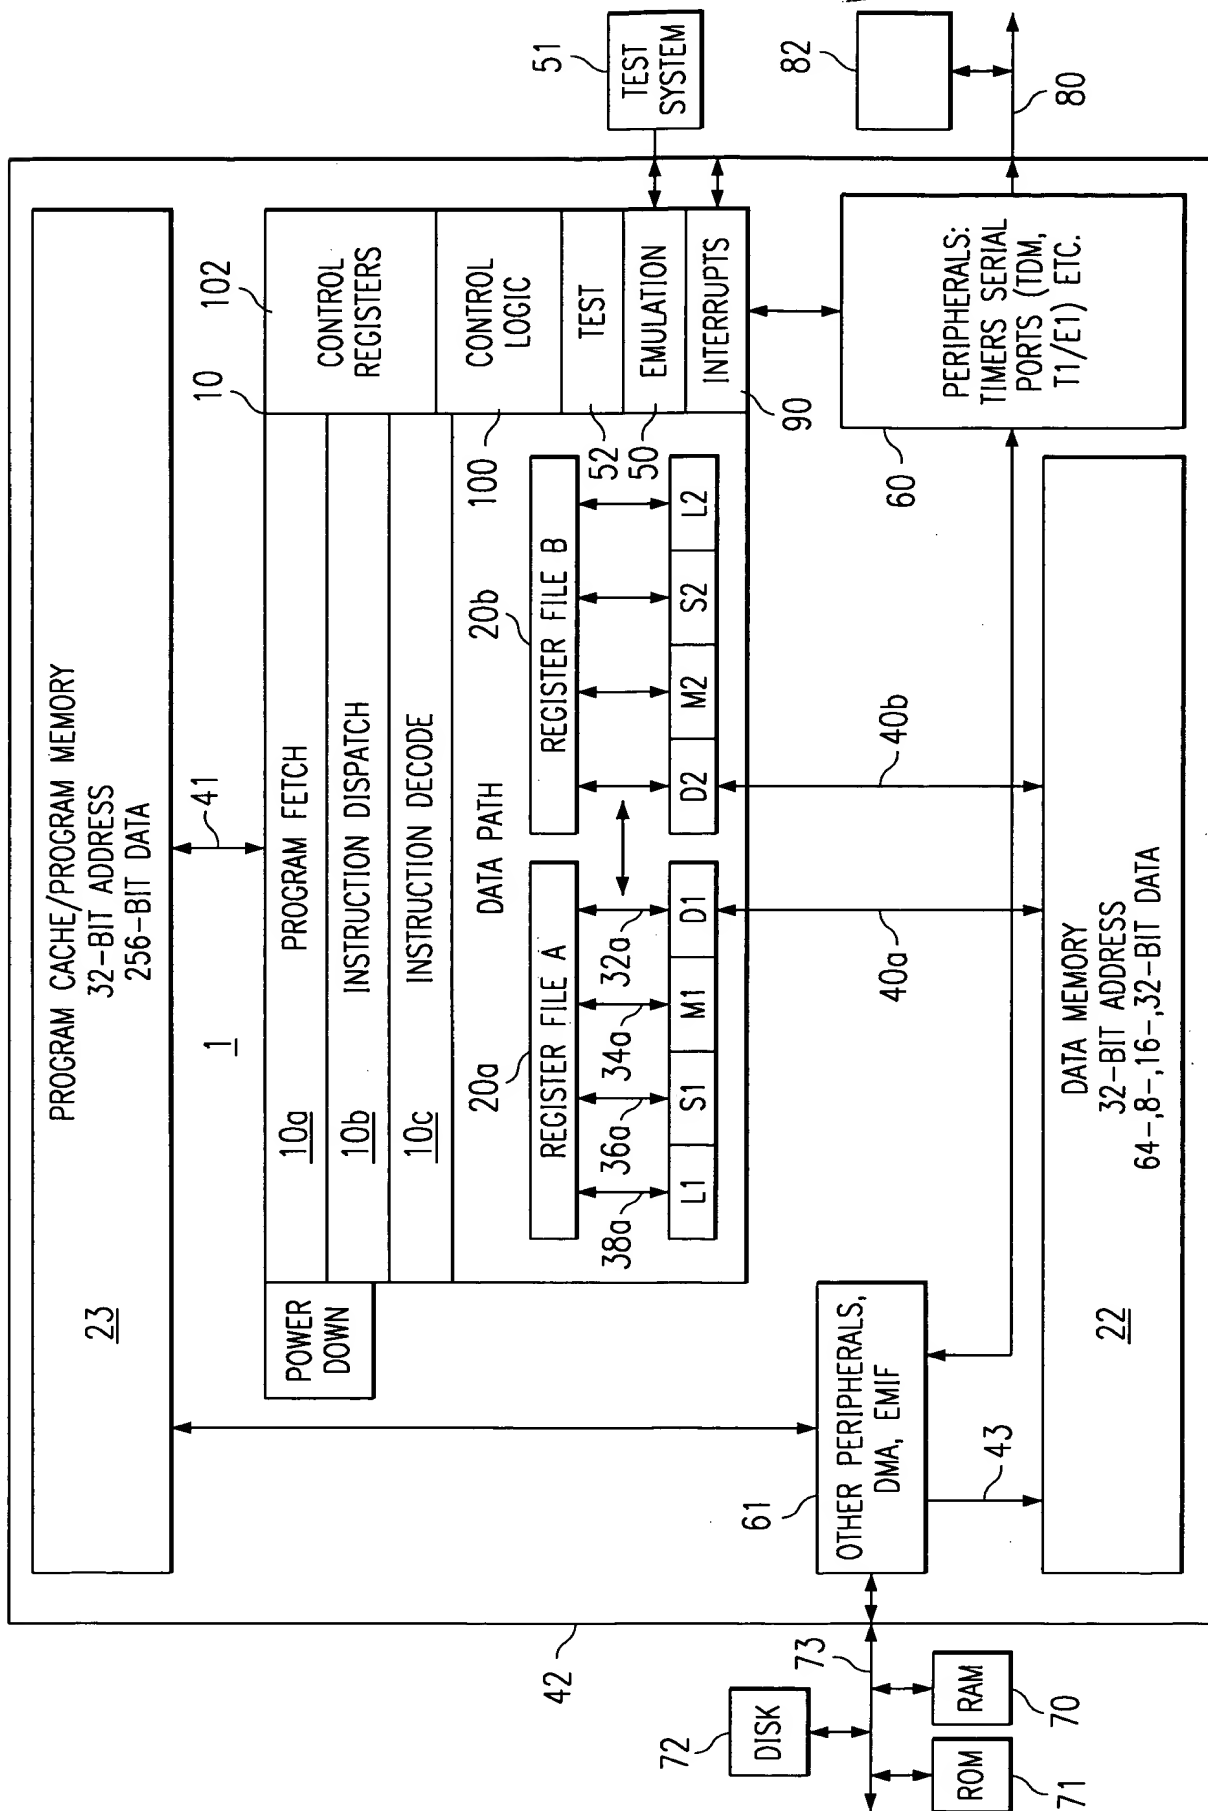 PROGRAM CACHE/PROGRAM MEMORY
32-BIT ADDRESS
256-BIT DATA
23
1
41
10
102
POWER
DOWN
10a
PROGRAM FETCH
10b
INSTRUCTION DISPATCH
10c
INSTRUCTION DECODE
CONTROL
REGISTERS
CONTROL
LOGIC
100
TEST
52
EMULATION
50
INTERRUPTS
90
51
TEST
SYSTEM
DATA PATH
20a
REGISTER FILE A
20b
REGISTER FILE B
38a
36a
34a
32a
L1
S1
M1
D1
D2
M2
S2
L2
40a
40b
61
OTHER PERIPHERALS,
DMA, EMIF
43
60
PERIPHERALS:
TIMERS SERIAL
PORTS (TDM,
T1/E1) ETC.
82
80
DATA MEMORY
32-BIT ADDRESS
64-,8-,16-,32-BIT DATA
22
42
72
DISK
73
ROM
71
RAM
70